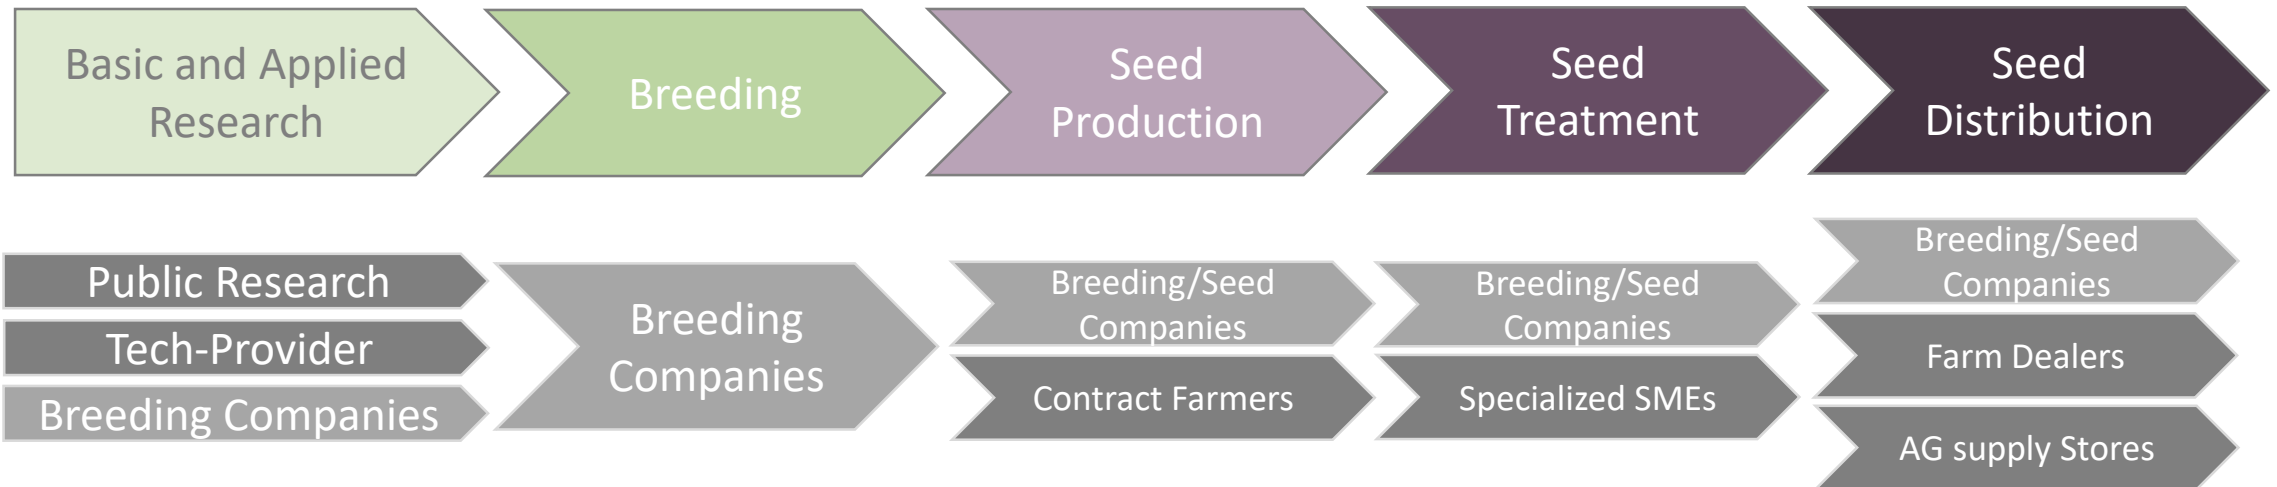 Basic and Applied
Research
Breeding
Seed
Production
Seed
Treatment
Seed
Distribution
Public Research
Tech-Provider
Breeding Companies
Breeding
Companies
Breeding/Seed
Companies
Contract Farmers
Breeding/Seed
Companies
Specialized SMEs
Breeding/Seed
Companies
Farm Dealers
AG supply Stores